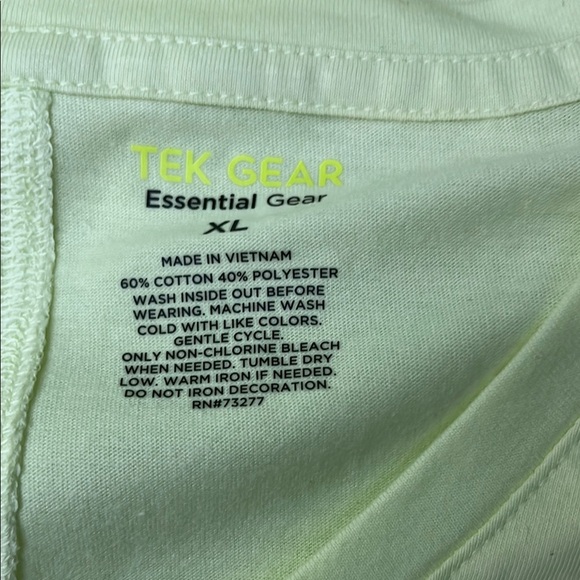 TEK GEAR
Essential Gear
XL
MADE IN VIETNAM
60% COTTON 40% POLYESTER
WASH INSIDE OUT BEFORE
WEARING. MACHINE WASH
COLD WITH LIKE COLORS.
GENTLE CYCLE.
ONLY NON-CHLORINE BLEACH
WHEN NEEDED. TUMBLE DRY
LOW. WARM IRON IF NEEDED.
DO NOT IRON DECORATION.
RN#73277